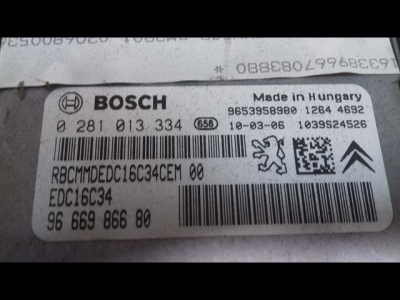 BOSCH
Made in Hungary
9653958980 1264 4692
0 281 013 334 658 10-03-06 1039S24526
RBCMMDEDC16C34CEM 00
EDC16C34
96 669 866 80